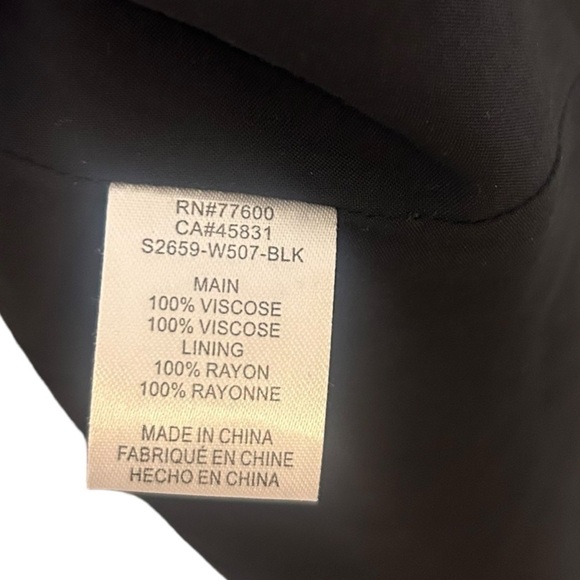 RN#77600
CA#45831
S2659-W507-BLK
MAIN
100% VISCOSE
100% VISCOSE
LINING
100% RAYON
100% RAYONNE
MADE IN CHINA
FABRIQUÉ EN CHINE
HECHO EN CHINA